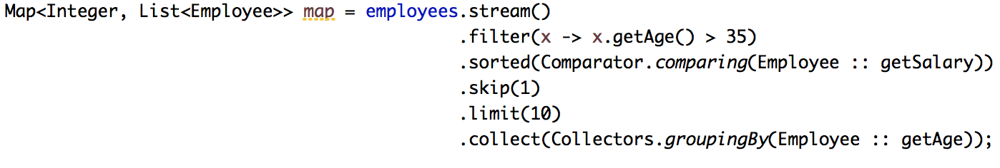 Map<Integer, List<Employee>> map = employees.stream()
.filter(x -> x.getAge() > 35)
.sorted(Comparator.comparing(Employee :: getSalary))
.skip(1)
.limit(10)
.collect(Collectors.groupingBy(Employee :: getAge));